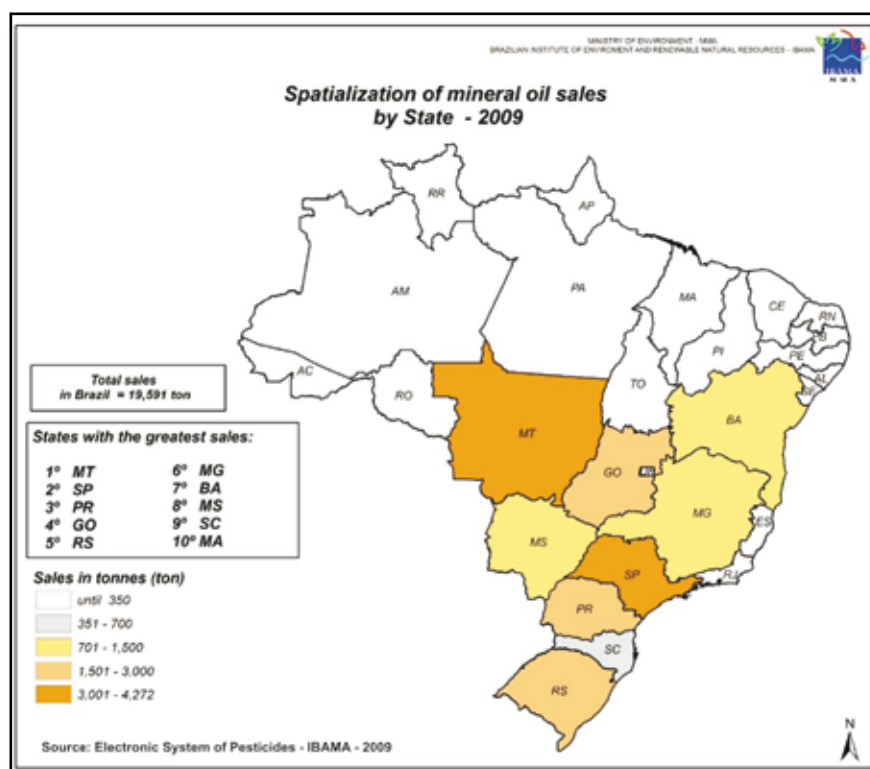 MINISTRY OF ENVIRONMENT - MMA
BRAZILIAN INSTITUTE OF ENVIROMENT AND RENEWABLE NATURAL RESOURCES - IBAMA
IBAMA
M M A
Spatialization of mineral oil sales
by State - 2009
RR
AP
AM
PA
MA
CE
RN
PB
PI
PE
AL
SE
AC
RO
TO
BA
MT
GO
DF
MG
ES
MS
SP
RJ
PR
SC
RS
Total sales
in Brazil = 19,591 ton
States with the greatest sales:
1º MT 6º MG
2º SP 7º BA
3º PR 8º MS
4º GO 9º SC
5º RS 10º MA
Sales in tonnes (ton)
until 350
351 - 700
701 - 1,500
1,501 - 3,000
3,001 - 4,272
Source: Electronic System of Pesticides - IBAMA - 2009
N